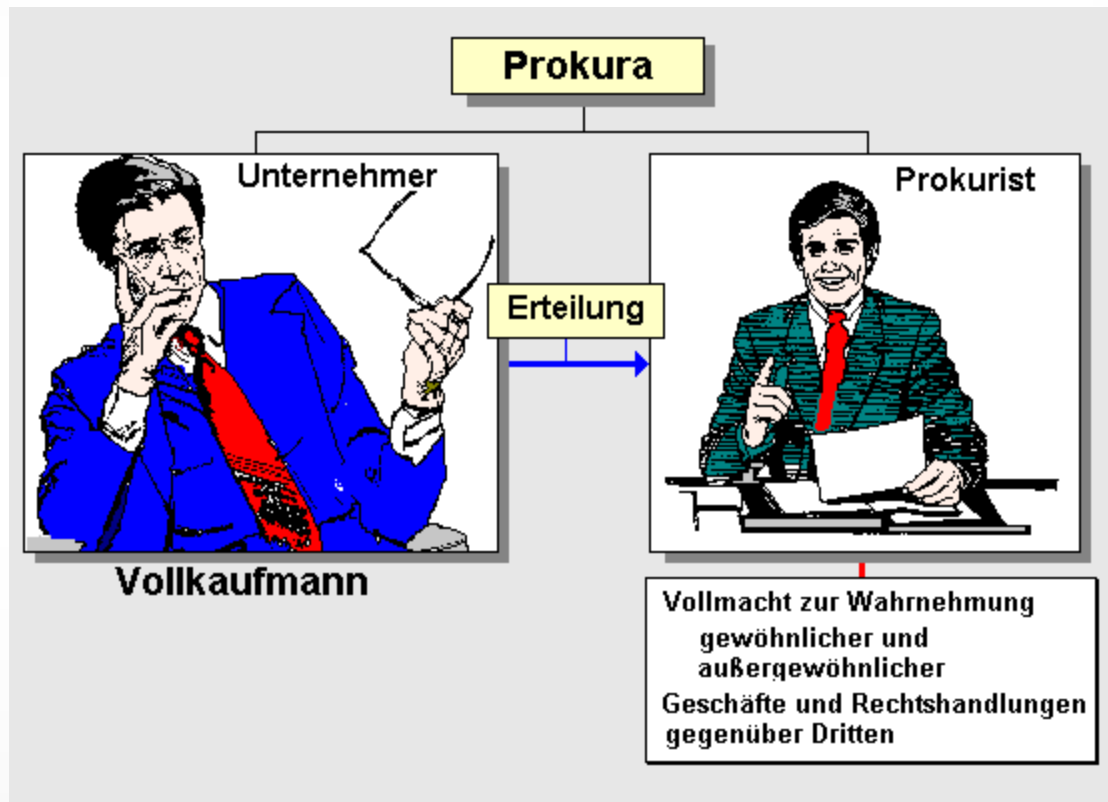 Prokura
Unternehmer
Prokurist
Erteilung
Vollkaufmann
Vollmacht zur Wahrnehmung
gewöhnlicher und
außergewöhnlicher
Geschäfte und Rechtshandlungen
gegenüber Dritten